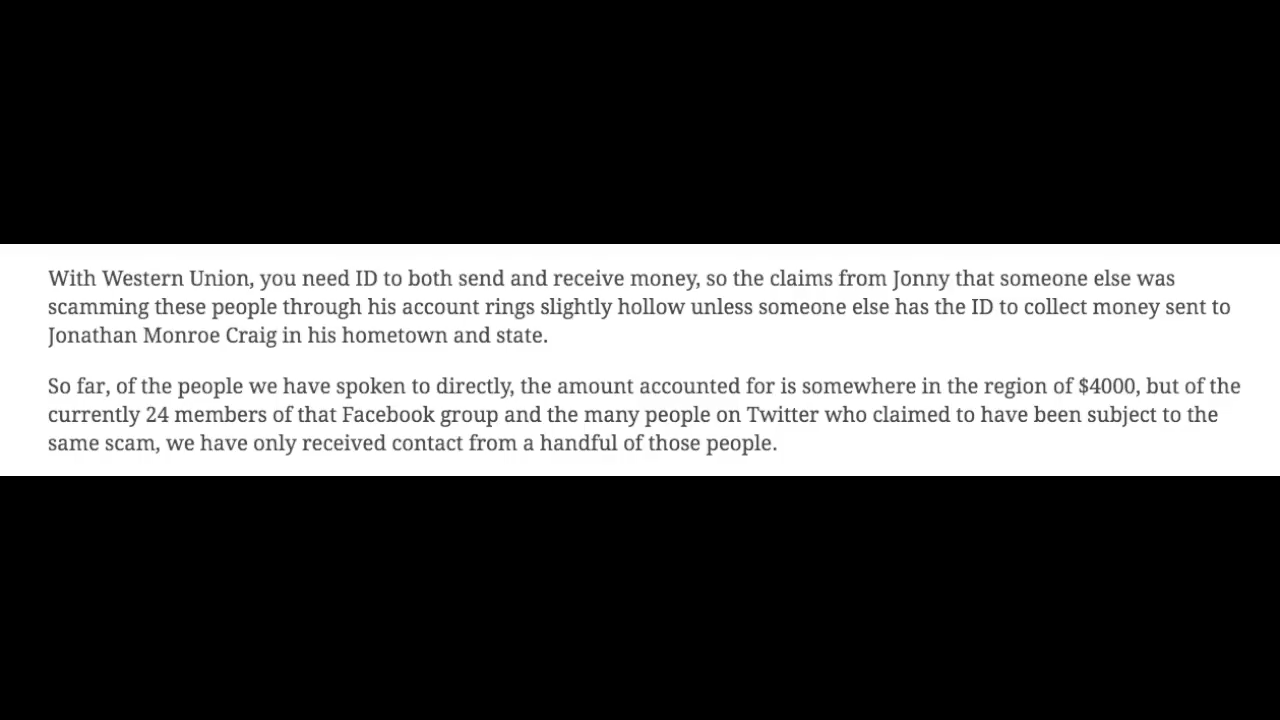 With Western Union, you need ID to both send and receive money, so the claims from Jonny that someone else was
scamming these people through his account rings slightly hollow unless someone else has the ID to collect money sent to
Jonathan Monroe Craig in his hometown and state.
So far, of the people we have spoken to directly, the amount accounted for is somewhere in the region of $4000, but of the
currently 24 members of that Facebook group and the many people on Twitter who claimed to have been subject to the
same scam, we have only received contact from a handful of those people.